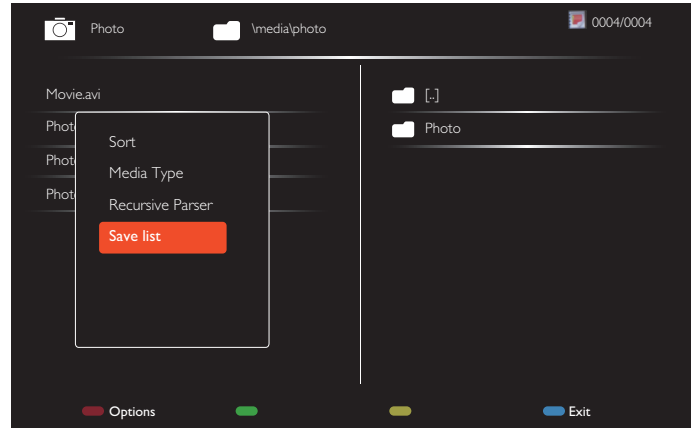 Photo
\media\photo
0004/0004
Movie.avi
[..]
Photo
Sort
Media Type
Recursive Parser
Save list
Options
Exit